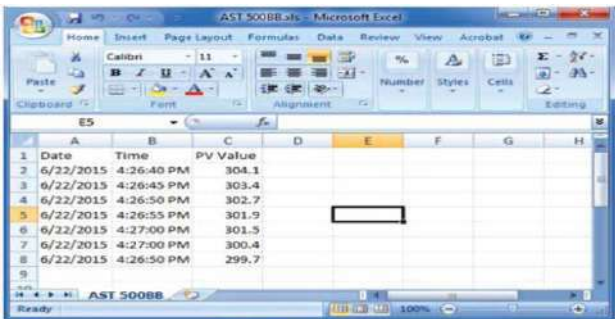 AST 500BB.xls - Microsoft Excel
Home Insert Page Layout Formulas Data Review View Acrobat
Paste
Calibri 11
B I U A A
% Number
A Styles
Cells
Σ
Clipboard Font Alignment Editing
E5 fx
A B C D E F G H
1 Date Time PV Value
2 6/22/2015 4:26:40 PM 304.1
3 6/22/2015 4:26:45 PM 303.4
4 6/22/2015 4:26:50 PM 302.7
5 6/22/2015 4:26:55 PM 301.9
6 6/22/2015 4:27:00 PM 301.5
7 6/22/2015 4:27:00 PM 300.4
8 6/22/2015 4:26:50 PM 299.7
9
AST 500BB
Ready 100%